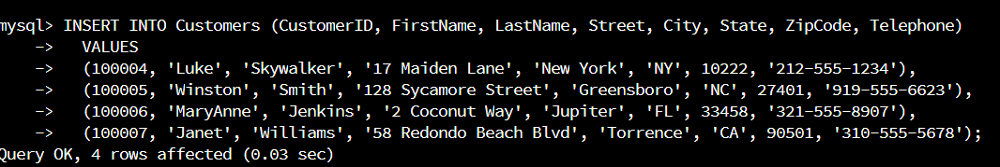 mysql> INSERT INTO Customers (CustomerID, FirstName, LastName, Street, City, State, ZipCode, Telephone)
-> VALUES
-> (100004, 'Luke', 'Skywalker', '17 Maiden Lane', 'New York', 'NY', 10222, '212-555-1234'),
-> (100005, 'Winston', 'Smith', '128 Sycamore Street', 'Greensboro', 'NC', 27401, '919-555-6623'),
-> (100006, 'MaryAnne', 'Jenkins', '2 Coconut Way', 'Jupiter', 'FL', 33458, '321-555-8907'),
-> (100007, 'Janet', 'Williams', '58 Redondo Beach Blvd', 'Torrence', 'CA', 90501, '310-555-5678');
Query OK, 4 rows affected (0.03 sec)